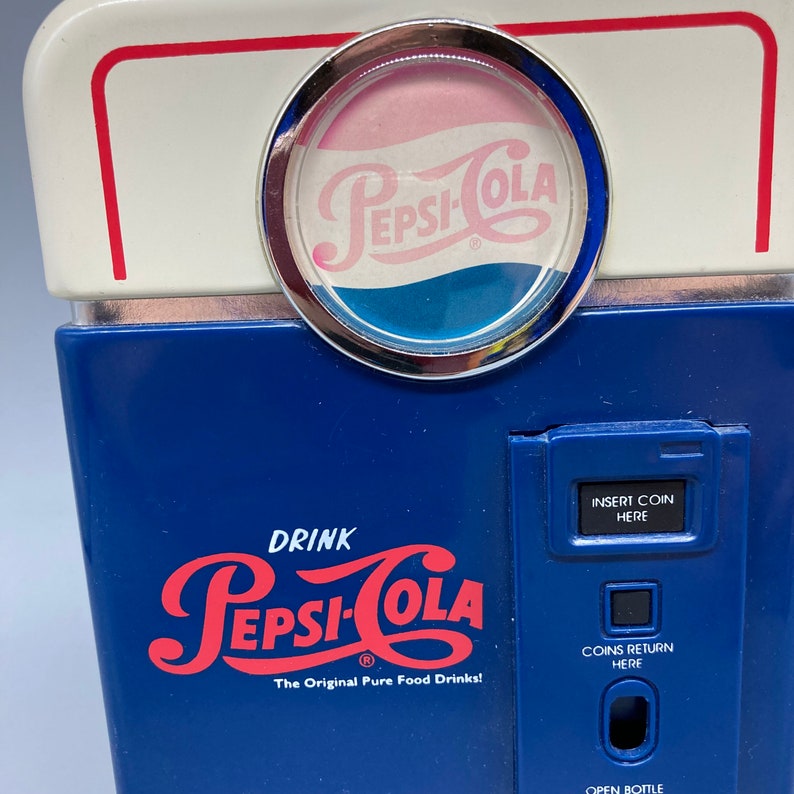 PEPSI-COLA
®
INSERT COIN
HERE
DRINK
PEPSI-COLA
®
The Original Pure Food Drinks!
COINS RETURN
HERE
OPEN BOTTLE